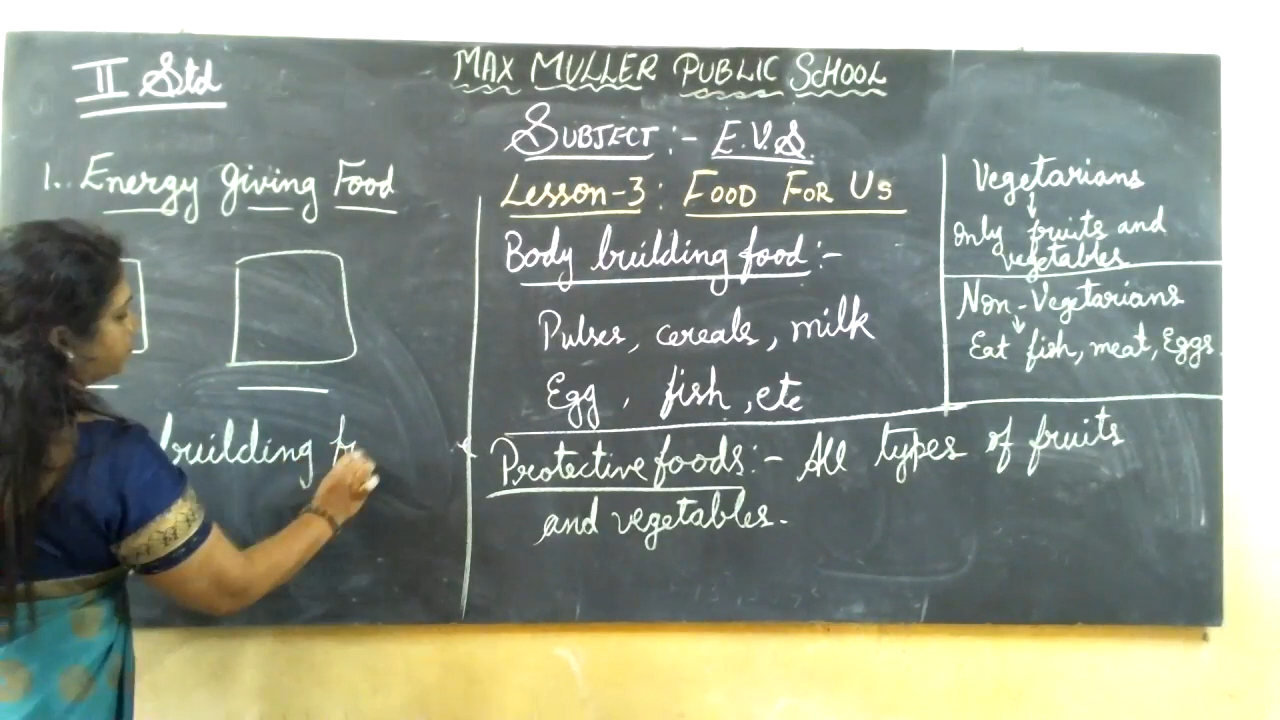 II Std
MAX MULLER PUBLIC SCHOOL
SUBJECT :- E.V.S.
Lesson-3 : FOOD FOR US
1. Energy Giving Food
building
Body building food :-
Pulses, cereals, milk
Egg, fish, etc
Protective foods :- All types of fruits
and vegetables.
Vegetarians
↓
Only fruits and
vegetables
Non-Vegetarians
↓
Eat fish, meat, Eggs.